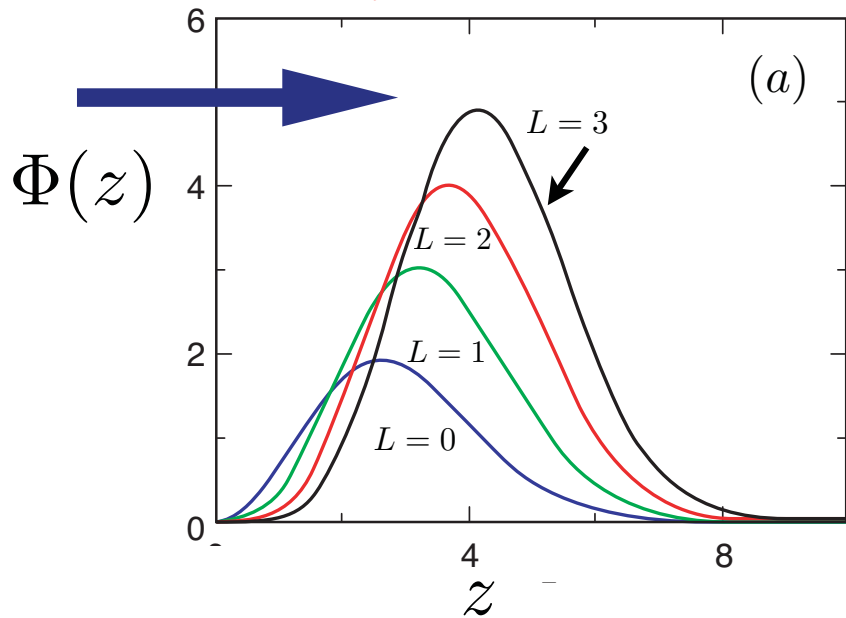 6
(a)
L = 3
Φ(z)
4
L = 2
2
L = 1
L = 0
0
4 8
z